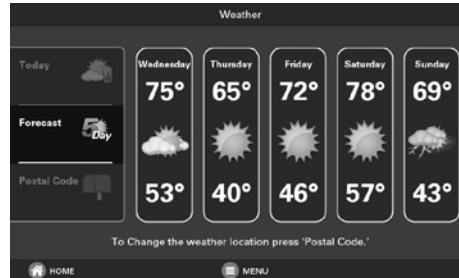 Weather
Today
Forecast
5 Day
Postal Code
Wednesday Thursday Friday Saturday Sunday
75° 65° 72° 78° 69°
53° 40° 46° 57° 43°
To Change the weather location press 'Postal Code.'
HOME MENU